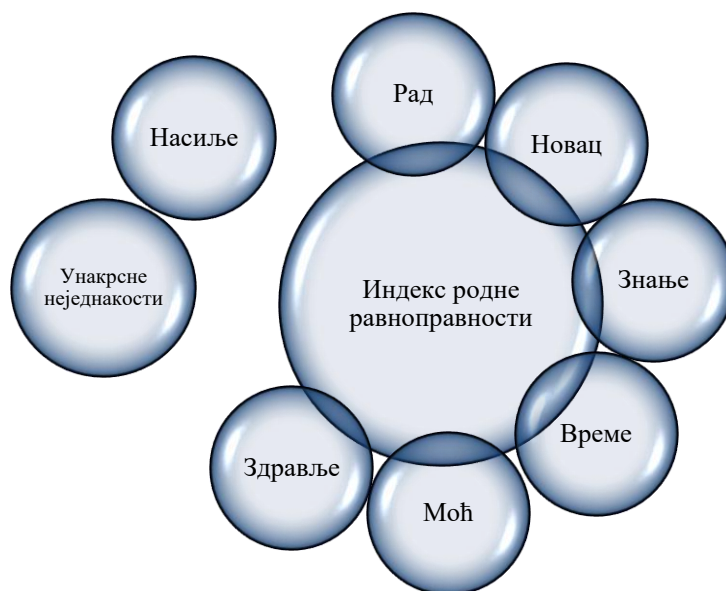 Рад
Насиље
Новац
Унакрсне
неједнакости
Знање
Индекс родне
равноправности
Време
Здравље
Моћ